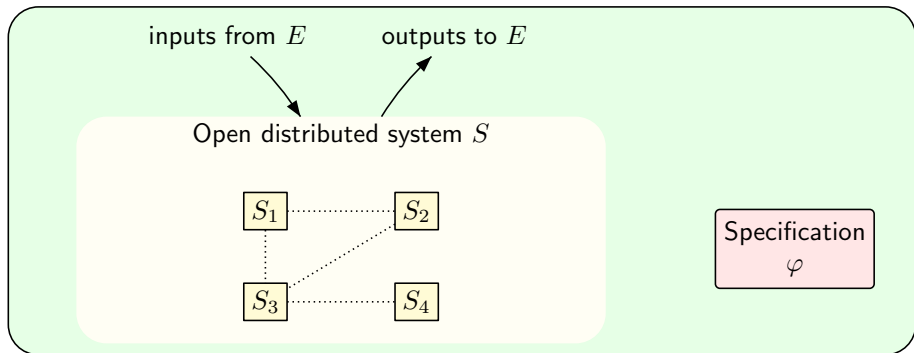 inputs from E
outputs to E
Open distributed system S
S₁
S₂
S₃
S₄
Specification
φ